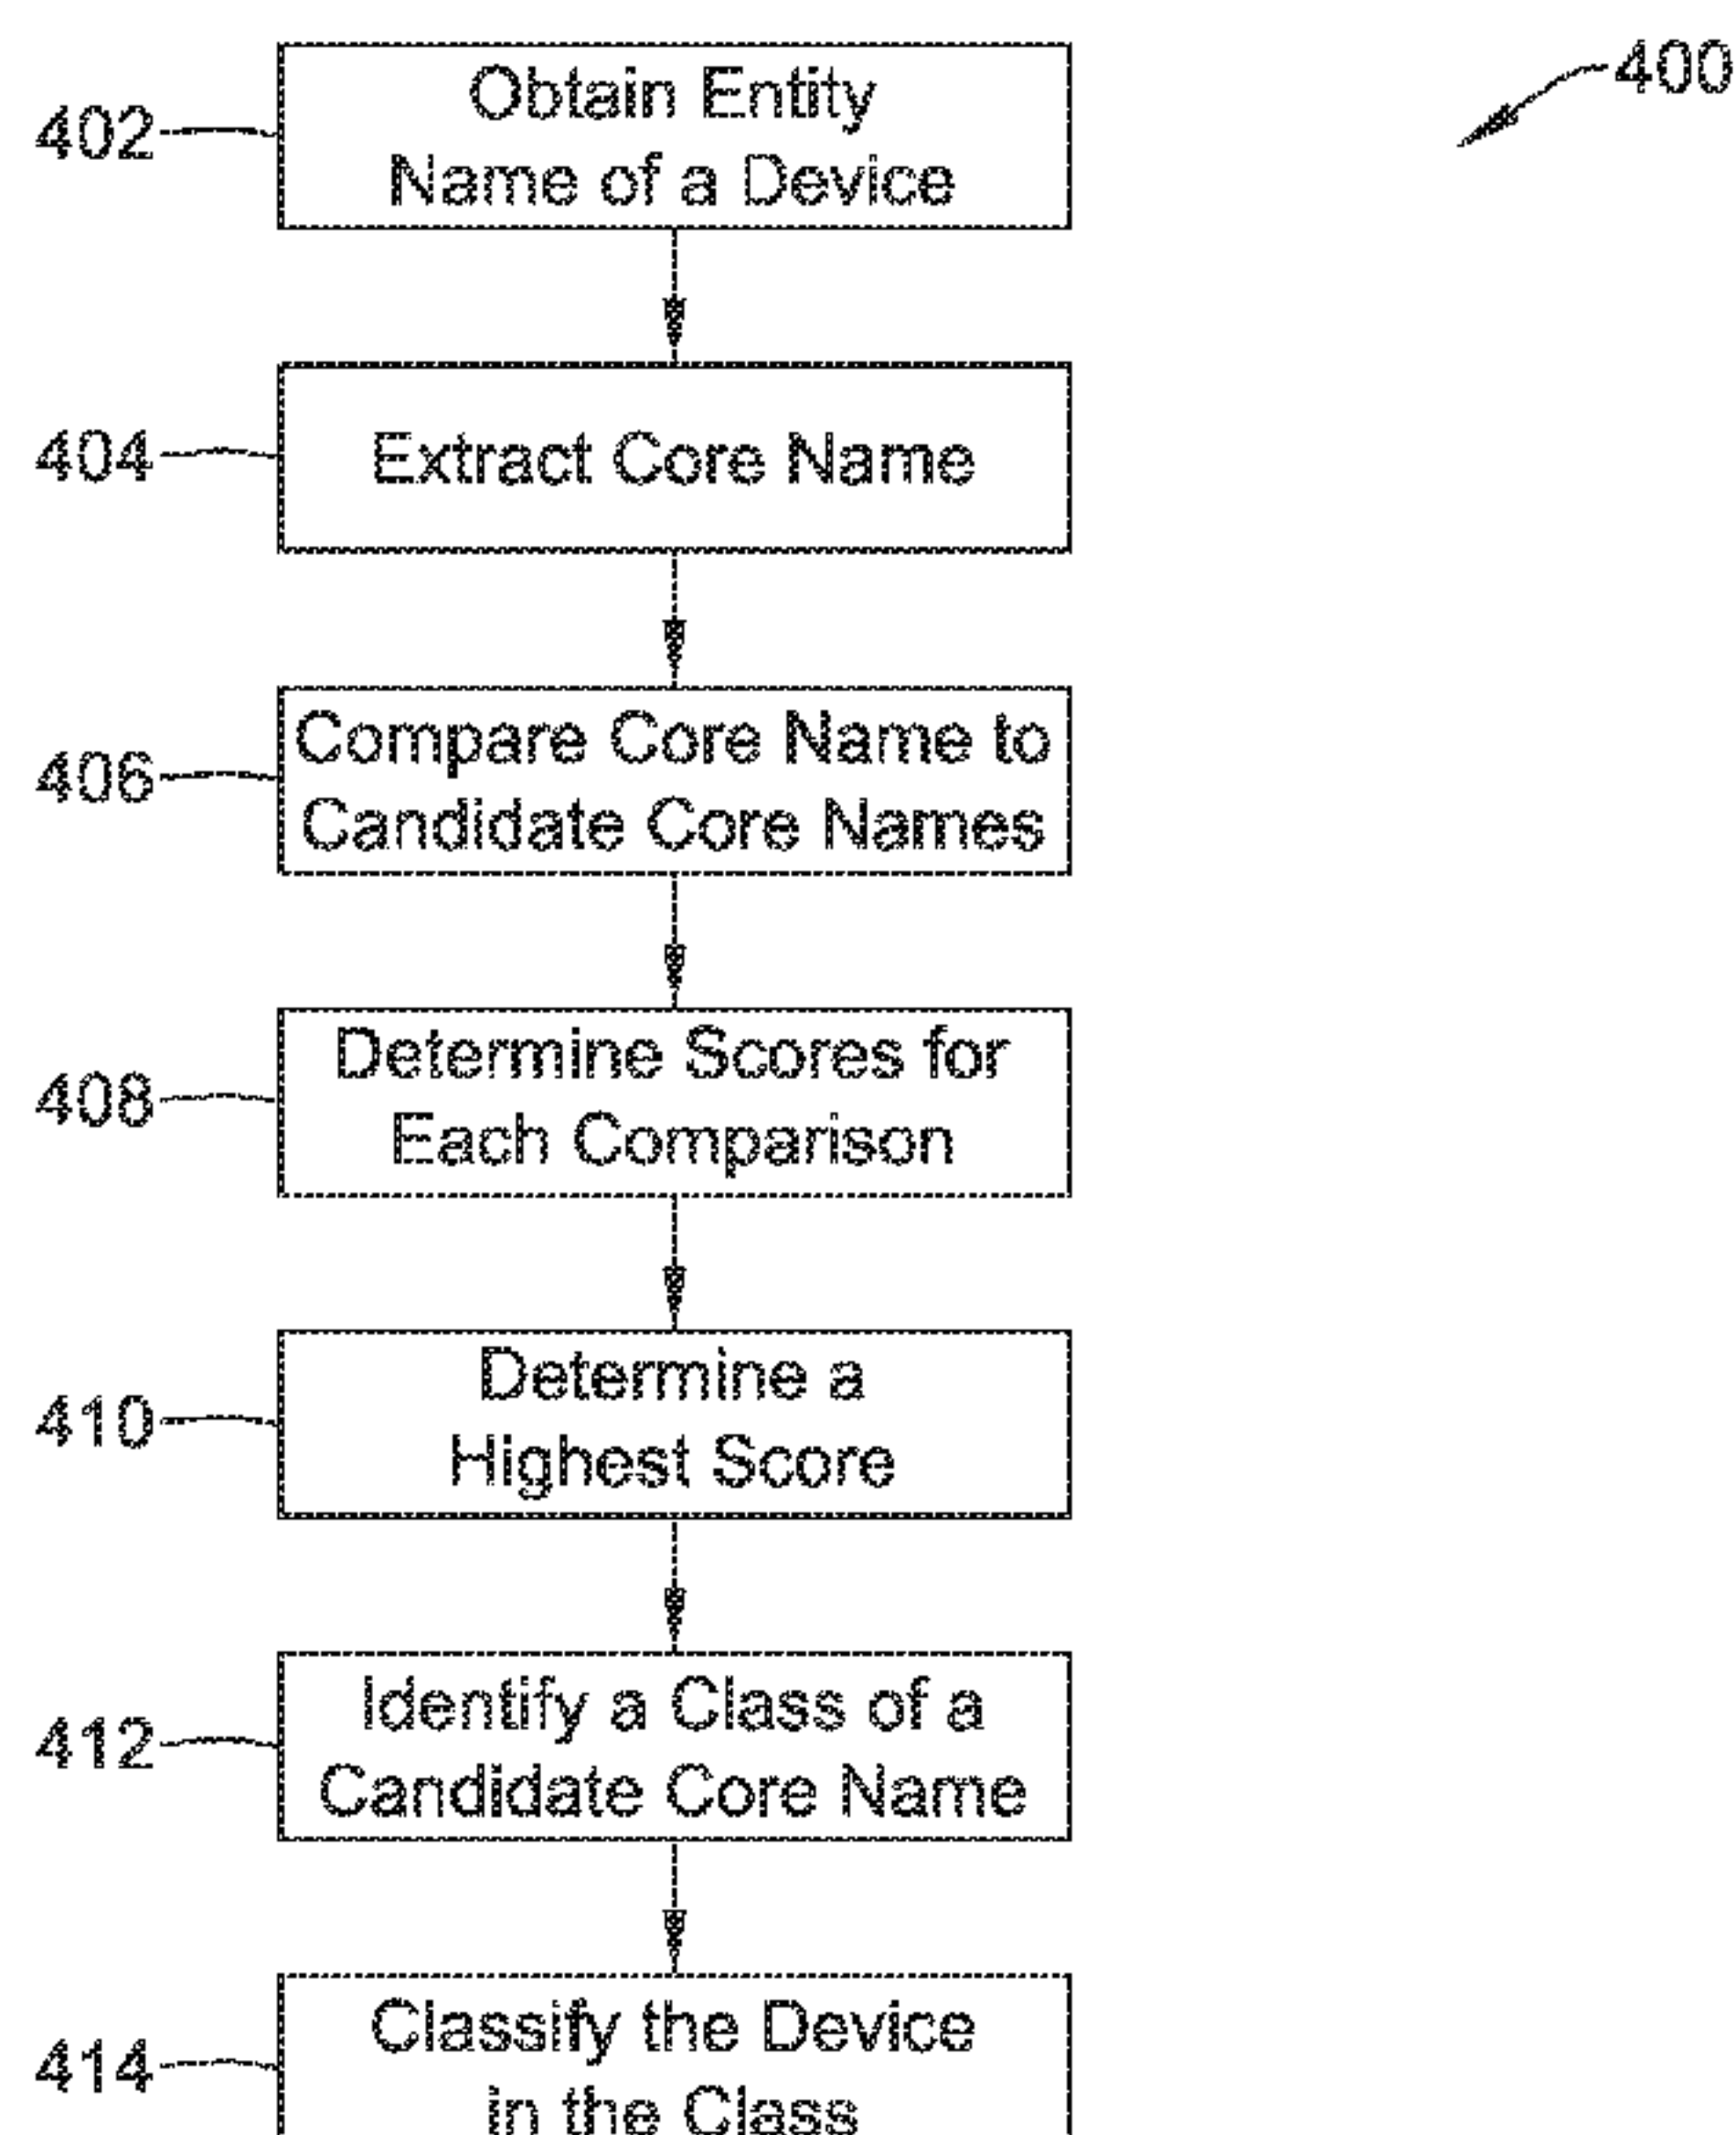 400
402
Obtain Entity
Name of a Device
404
Extract Core Name
406
Compare Core Name to
Candidate Core Names
408
Determine Scores for
Each Comparison
410
Determine a
Highest Score
412
Identify a Class of a
Candidate Core Name
414
Classify the Device
in the Class